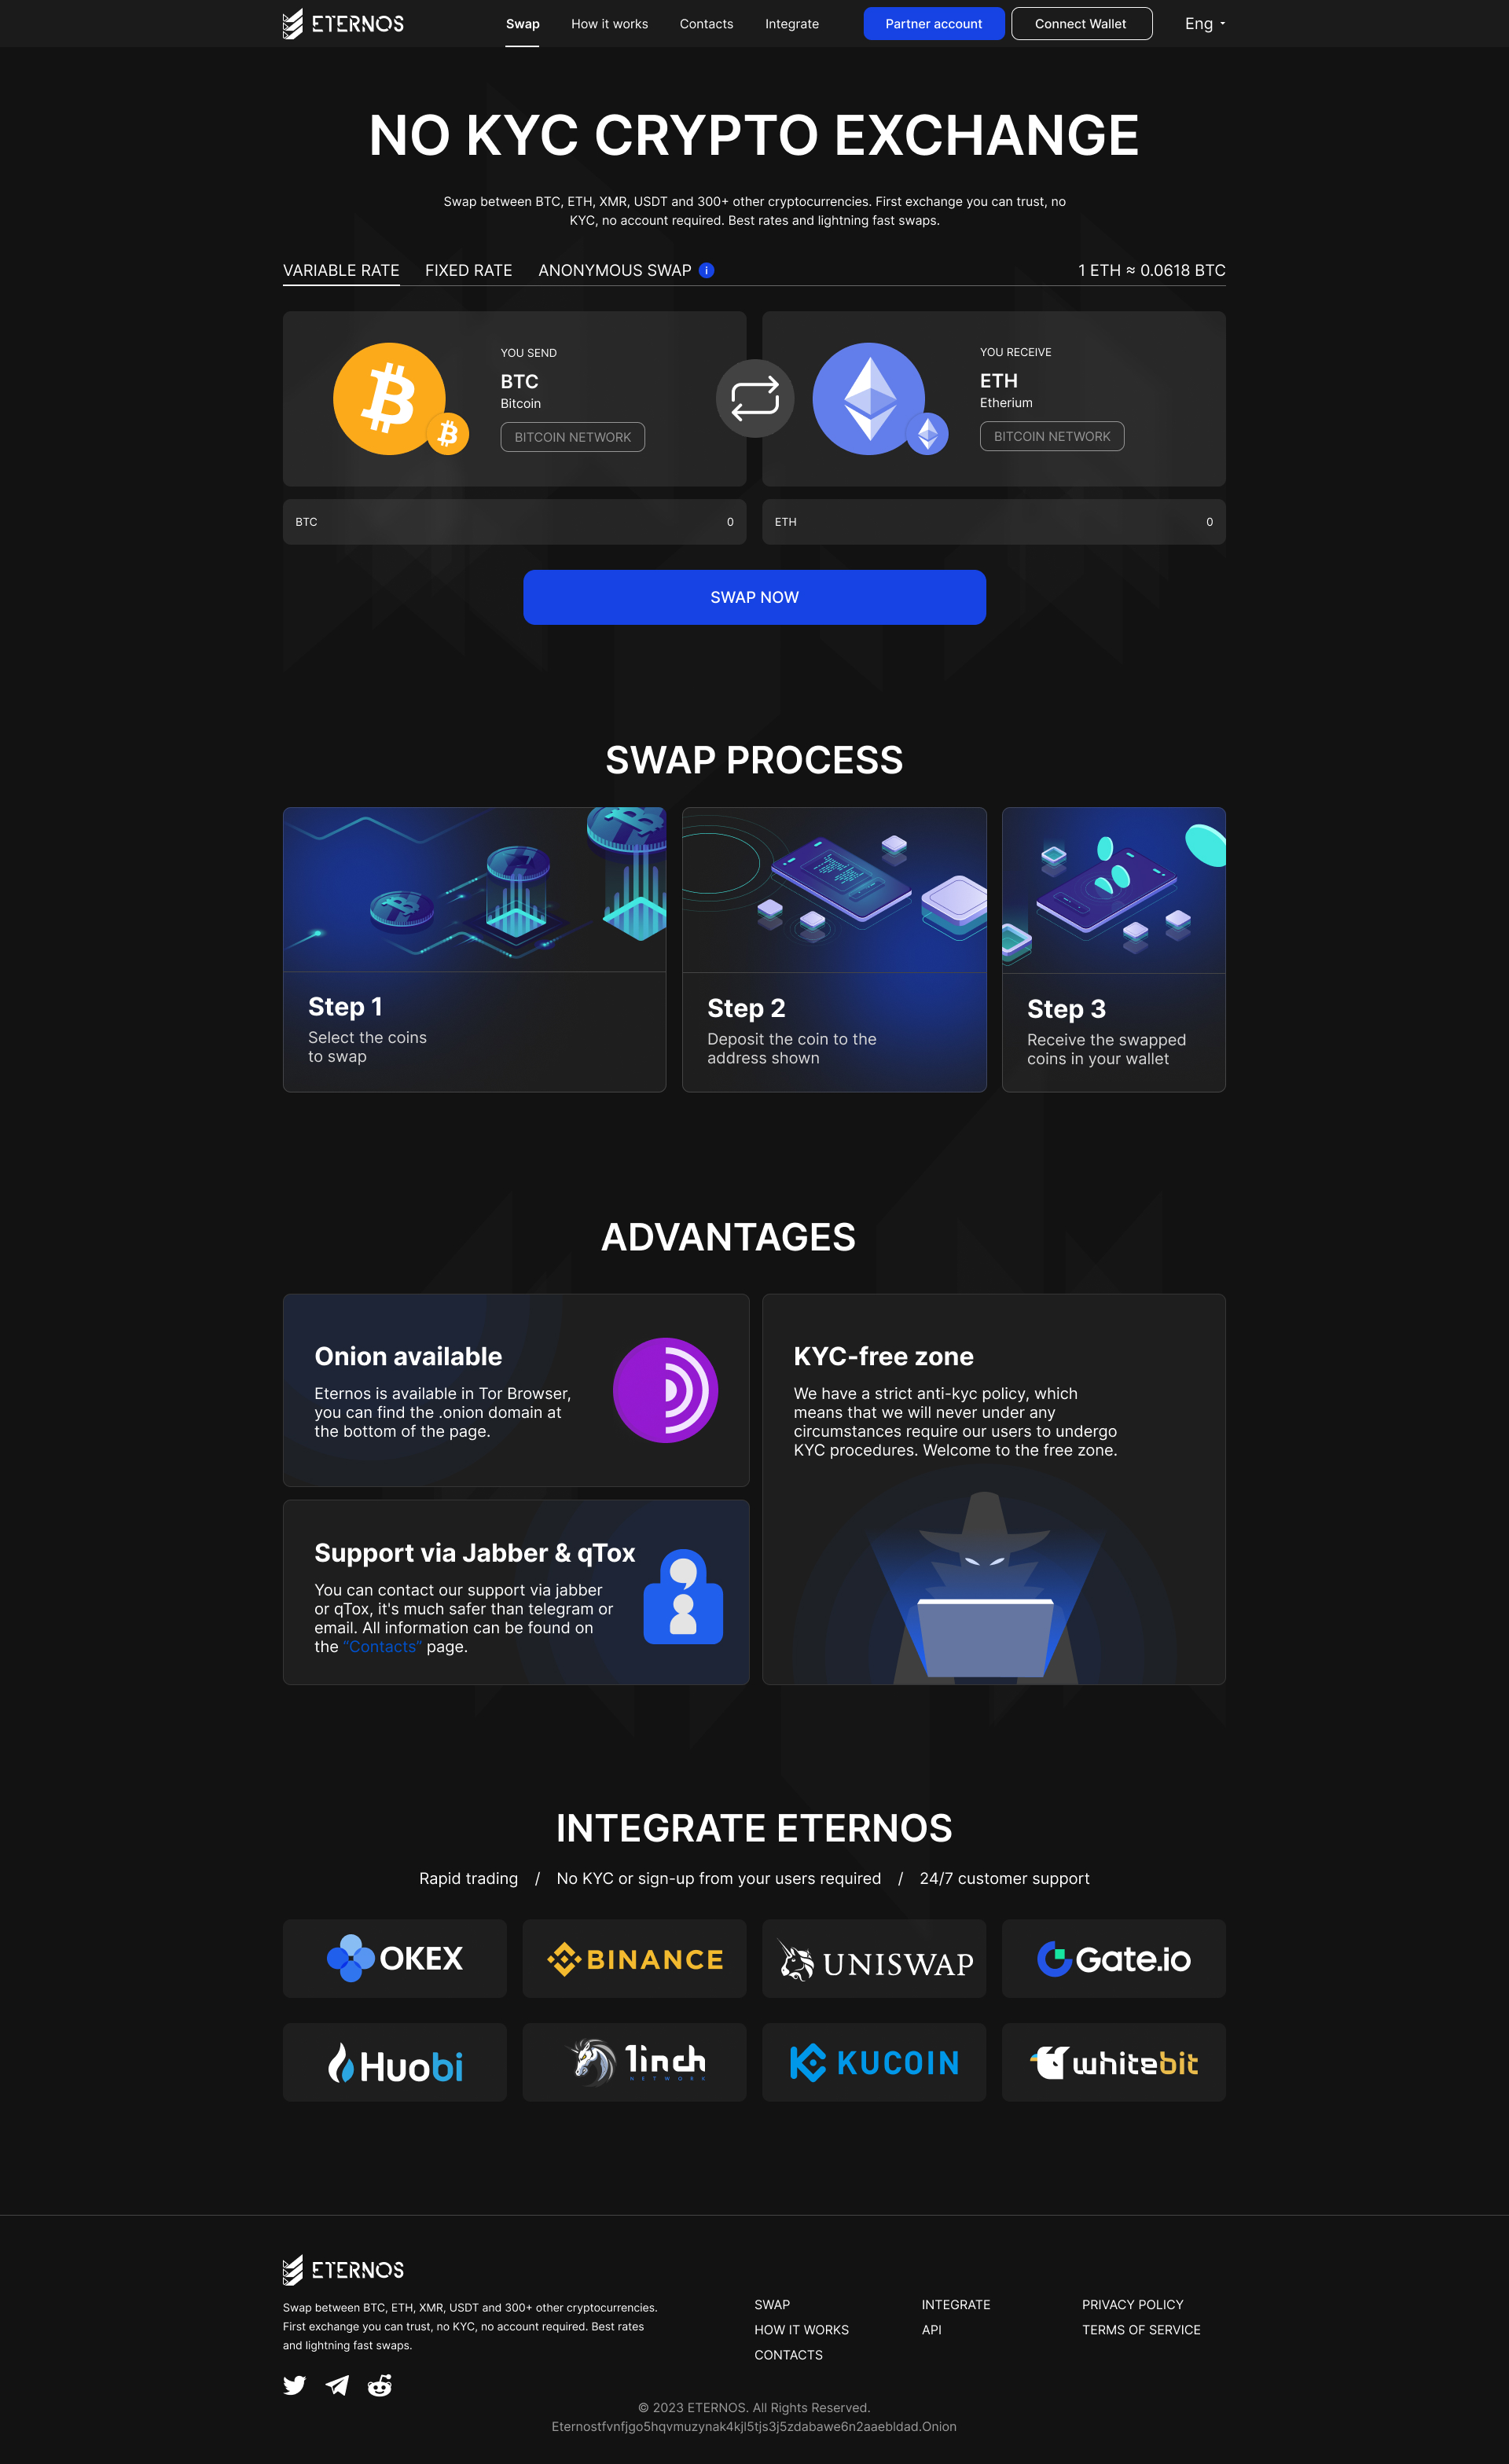 ETERNOS
Swap
How it works
Contacts
Integrate
Partner account
Connect Wallet
Eng
NO KYC CRYPTO EXCHANGE
Swap between BTC, ETH, XMR, USDT and 300+ other cryptocurrencies. First exchange you can trust, no
KYC, no account required. Best rates and lightning fast swaps.
VARIABLE RATE
FIXED RATE
ANONYMOUS SWAP i
1 ETH ≈ 0.0618 BTC
YOU SEND
BTC
Bitcoin
BITCOIN NETWORK
YOU RECEIVE
ETH
Etherium
BITCOIN NETWORK
BTC 0
ETH 0
SWAP NOW
SWAP PROCESS
Step 1
Select the coins
to swap
Step 2
Deposit the coin to the
address shown
Step 3
Receive the swapped
coins in your wallet
ADVANTAGES
Onion available
Eternos is available in Tor Browser,
you can find the .onion domain at
the bottom of the page.
KYC-free zone
We have a strict anti-kyc policy, which
means that we will never under any
circumstances require our users to undergo
KYC procedures. Welcome to the free zone.
Support via Jabber & qTox
You can contact our support via jabber
or qTox, it's much safer than telegram or
email. All information can be found on
the “Contacts” page.
INTEGRATE ETERNOS
Rapid trading / No KYC or sign-up from your users required / 24/7 customer support
OKEX
BINANCE
UNISWAP
Gate.io
Huobi
1inch
NETWORK
KUCOIN
whitebit
ETERNOS
Swap between BTC, ETH, XMR, USDT and 300+ other cryptocurrencies.
First exchange you can trust, no KYC, no account required. Best rates
and lightning fast swaps.
SWAP
HOW IT WORKS
CONTACTS
INTEGRATE
API
PRIVACY POLICY
TERMS OF SERVICE
© 2023 ETERNOS. All Rights Reserved.
Eternostfvnfjgo5hqvmuzynak4kjl5tjs3j5zdabawe6n2aaebldad.Onion